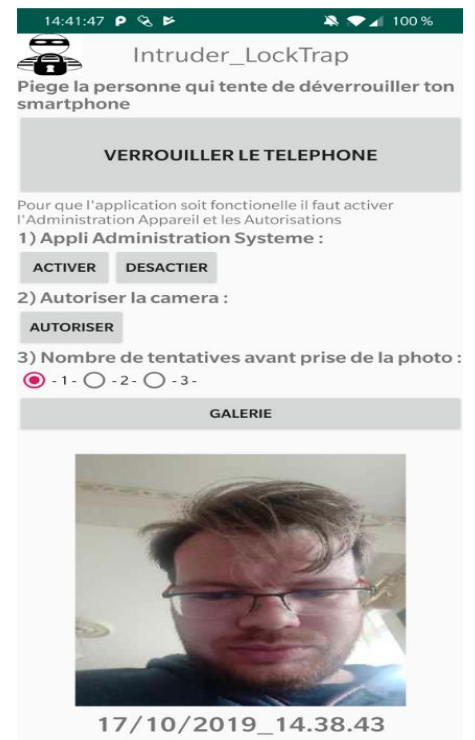 14:41:47 100 %
Intruder_LockTrap
Piege la personne qui tente de déverrouiller ton
smartphone
VERROUILLER LE TELEPHONE
Pour que l'application soit fonctionelle il faut activer
l'Administration Appareil et les Autorisations
1) Appli Administration Systeme :
ACTIVER DESACTIER
2) Autoriser la camera :
AUTORISER
3) Nombre de tentatives avant prise de la photo :
- 1 - - 2 - - 3 -
GALERIE
17/10/2019_14.38.43